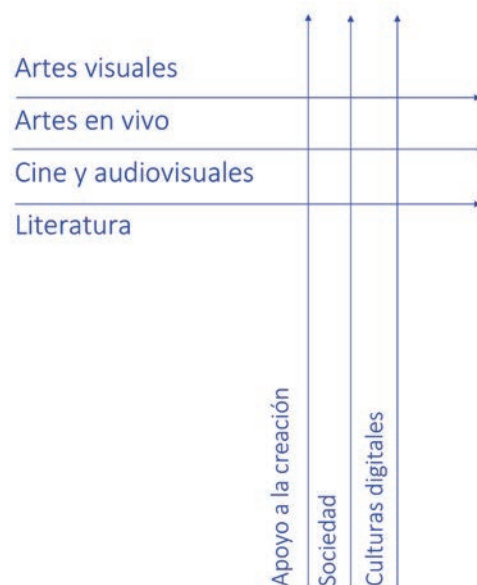 Artes visuales
Artes en vivo
Cine y audiovisuales
Literatura
Apoyo a la creación
Sociedad
Culturas digitales